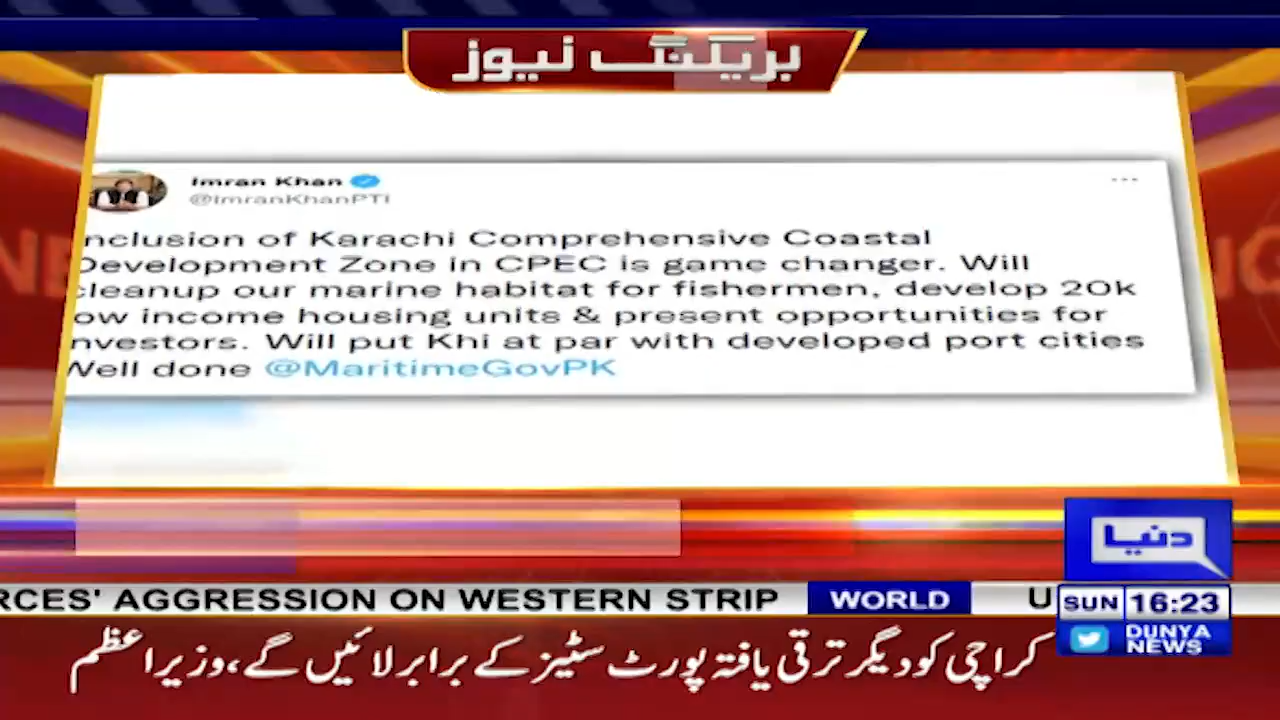 بریکنگ نیوز
Imran Khan
@ImranKhanPTI
nclusion of Karachi Comprehensive Coastal
Development Zone in CPEC is game changer. Will
cleanup our marine habitat for fishermen, develop 20k
ow income housing units & present opportunities for
nvestors. Will put Khi at par with developed port cities
Well done @MaritimeGovPK
دنیا
RCES' AGGRESSION ON WESTERN STRIP WORLD U
SUN 16:23
DUNYA NEWS
کراچی کو دیگر ترقی یافتہ پورٹ سٹیز کے برابر لائیں گے، وزیراعظم